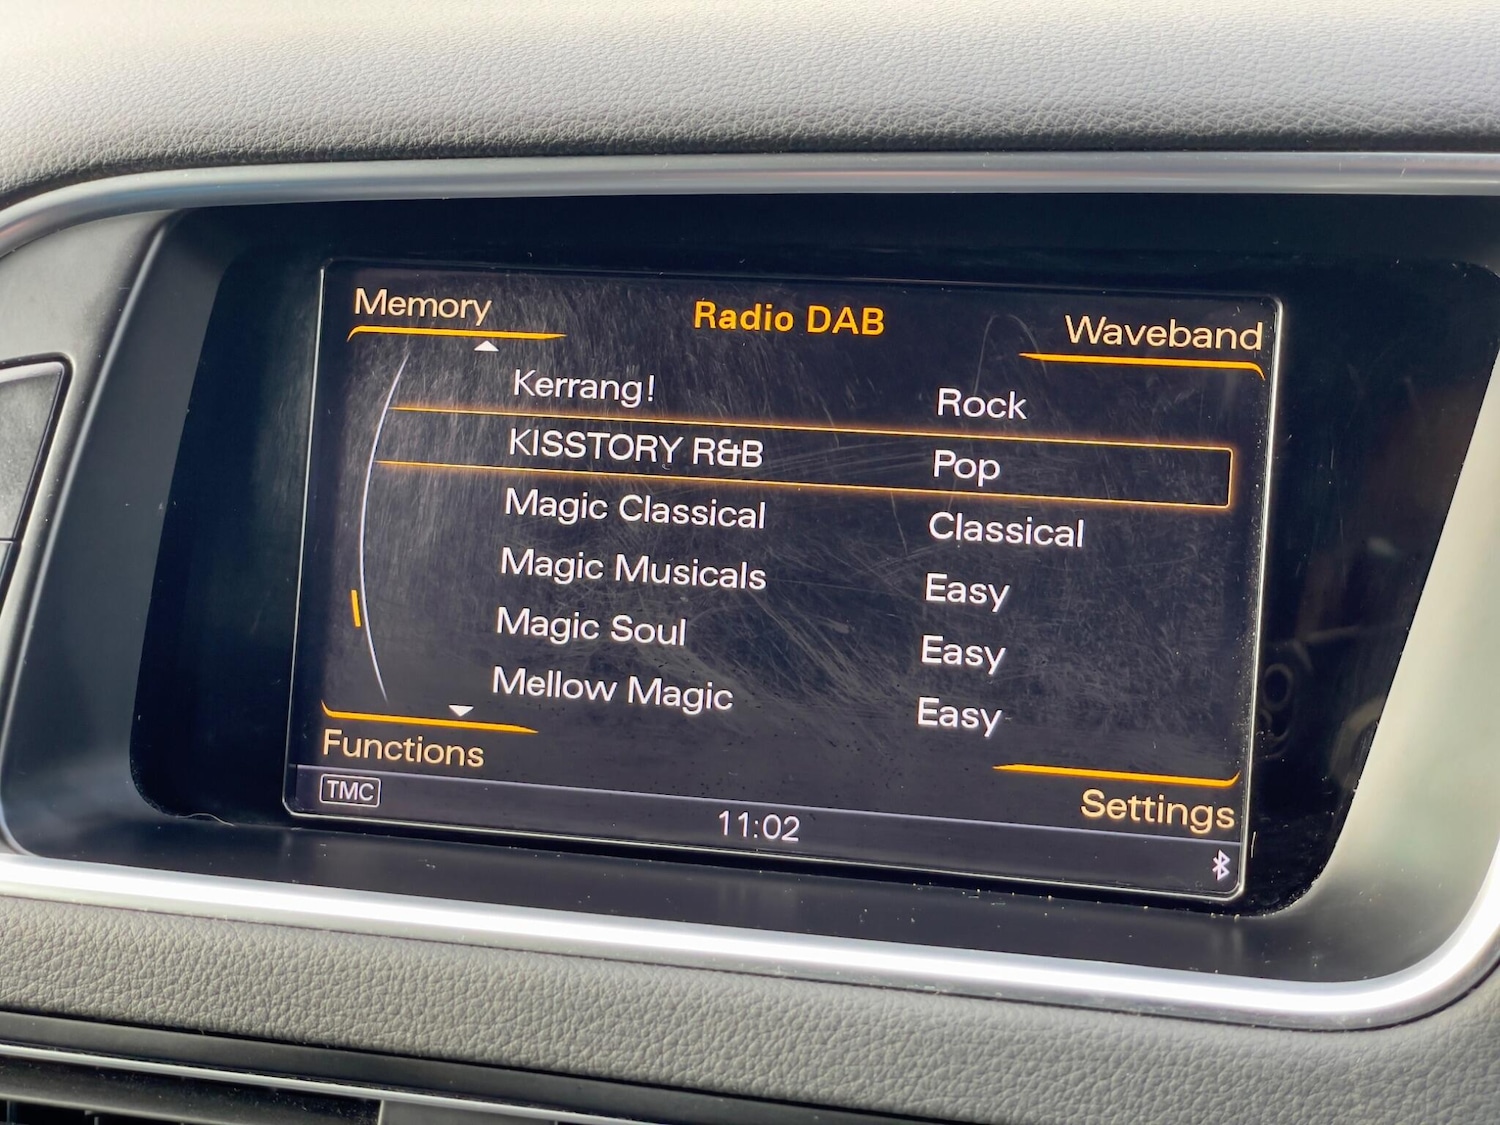 Memory Radio DAB Waveband
Kerrang! Rock
KISSTORY R&B Pop
Magic Classical Classical
Magic Musicals Easy
Magic Soul Easy
Mellow Magic Easy
Functions Settings
TMC 11:02